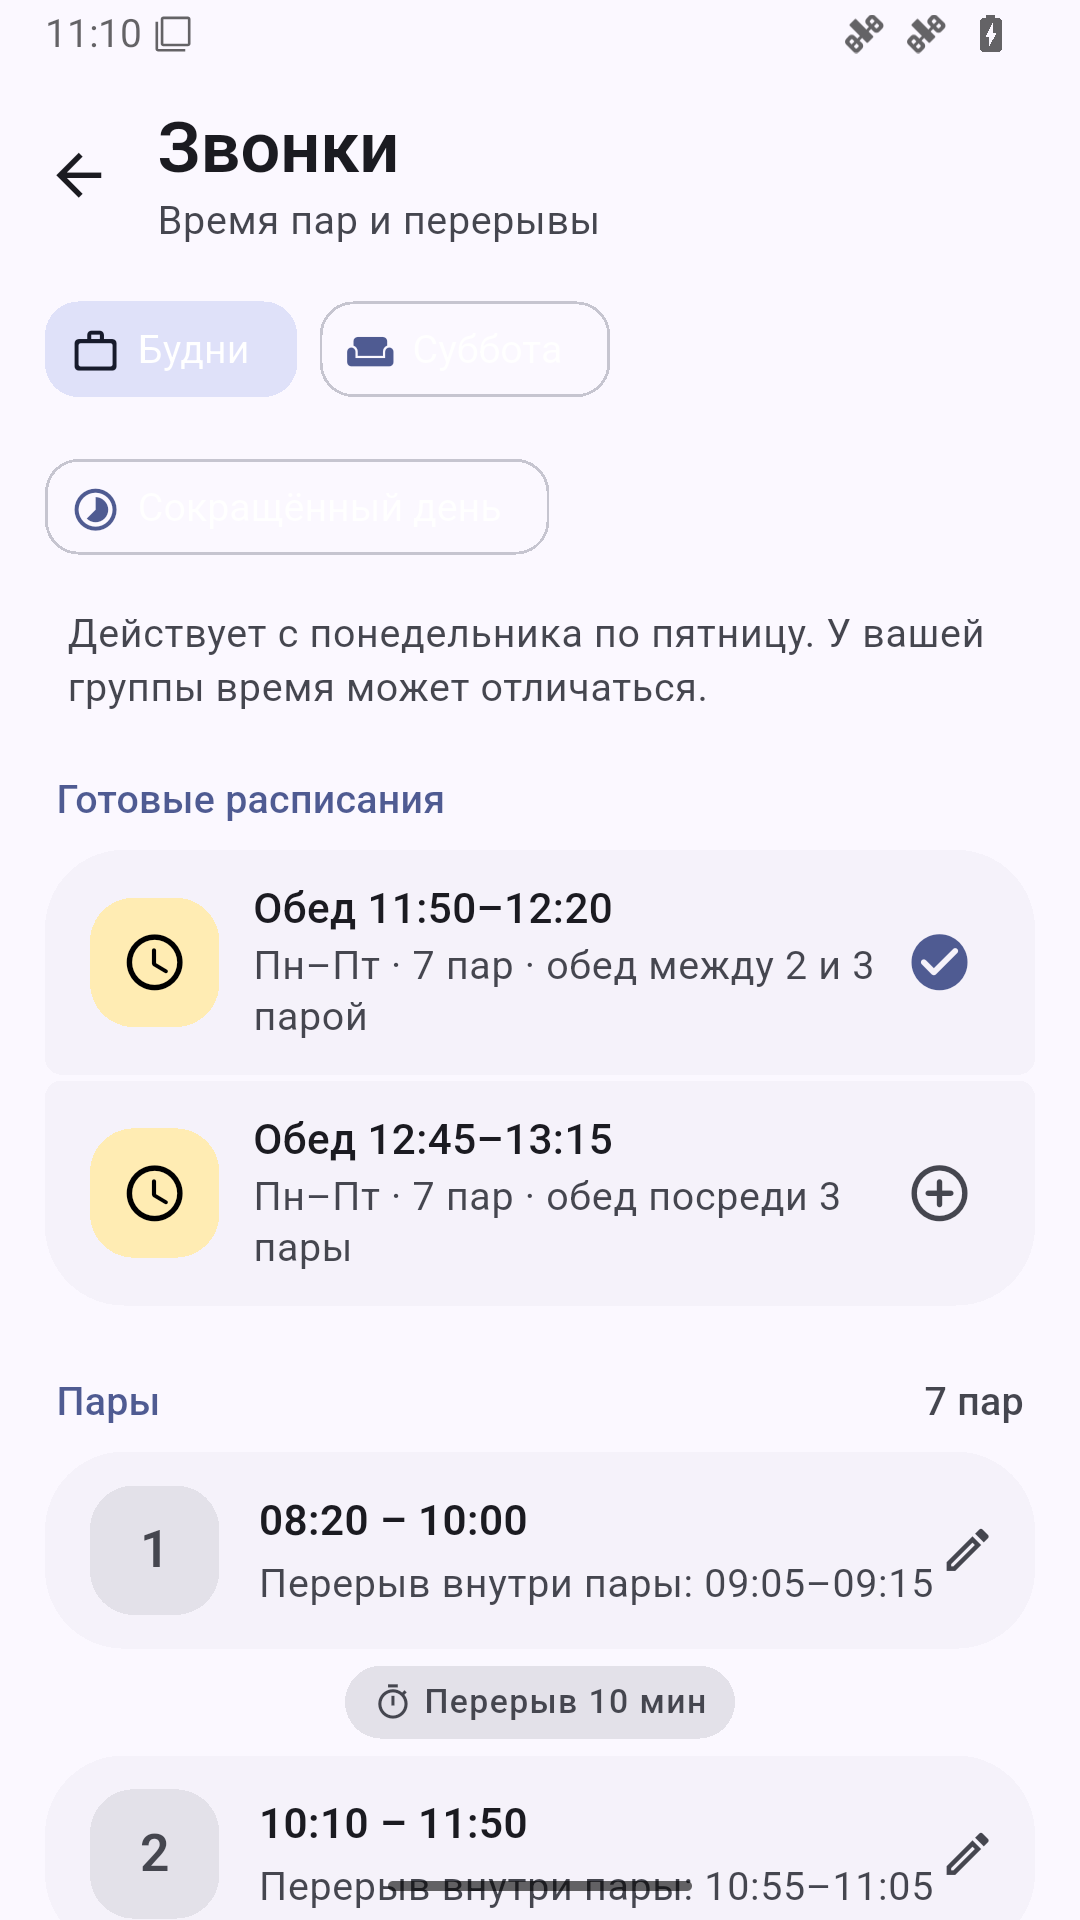 11:10
Звонки
Время пар и перерывы
Будни
Суббота
Сокращённый день
Действует с понедельника по пятницу. У вашей
группы время может отличаться.
Готовые расписания
Обед 11:50–12:20
Пн–Пт · 7 пар · обед между 2 и 3
парой
Обед 12:45–13:15
Пн–Пт · 7 пар · обед посреди 3
пары
Пары
7 пар
1
08:20 – 10:00
Перерыв внутри пары: 09:05–09:15
Перерыв 10 мин
2
10:10 – 11:50
Перерыв внутри пары: 10:55–11:05